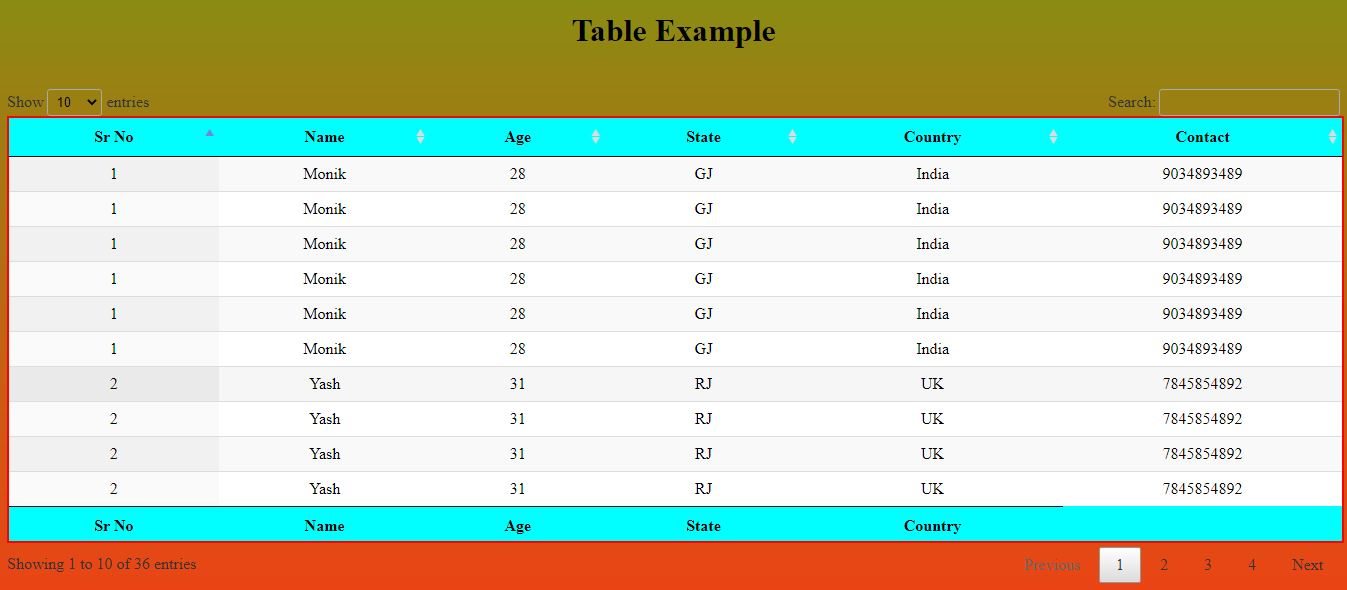 Table Example
Show 10 entries Search:
Sr No Name Age State Country Contact
1 Monik 28 GJ India 9034893489
1 Monik 28 GJ India 9034893489
1 Monik 28 GJ India 9034893489
1 Monik 28 GJ India 9034893489
1 Monik 28 GJ India 9034893489
1 Monik 28 GJ India 9034893489
2 Yash 31 RJ UK 7845854892
2 Yash 31 RJ UK 7845854892
2 Yash 31 RJ UK 7845854892
2 Yash 31 RJ UK 7845854892
Sr No Name Age State Country
Showing 1 to 10 of 36 entries Previous 1 2 3 4 Next